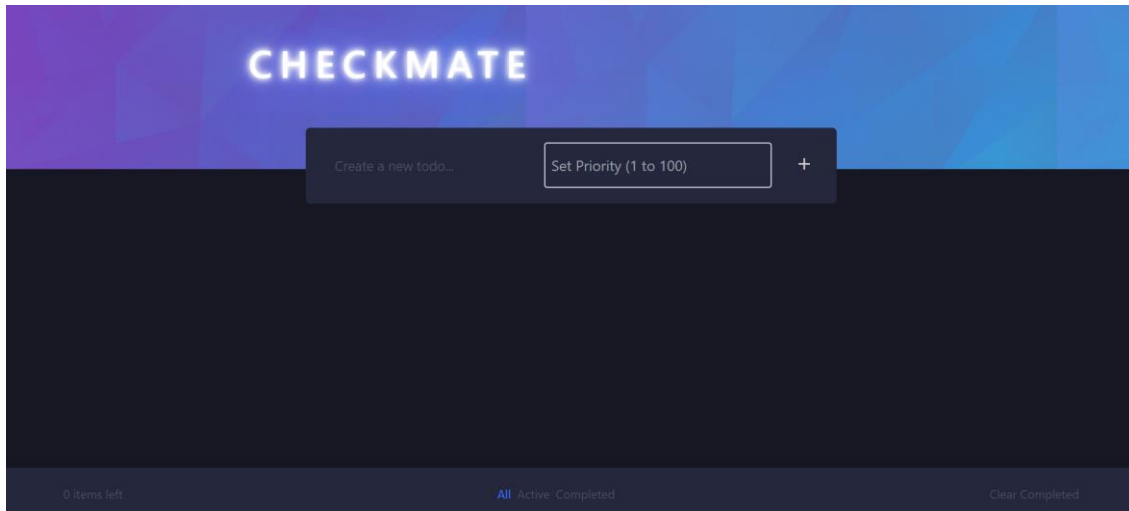 CHECKMATE
Create a new todo... Set Priority (1 to 100) +
0 items left All Active Completed Clear Completed